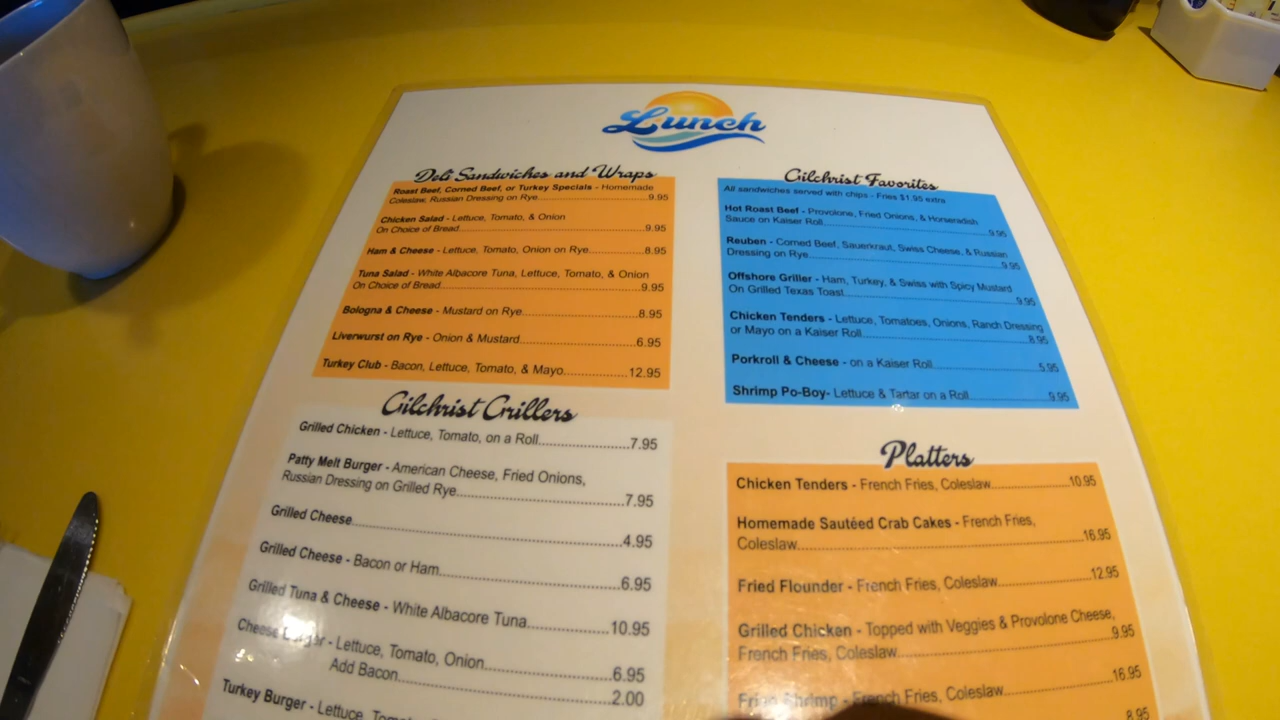 Lunch
Deli Sandwiches and Wraps
Roast Beef, Corned Beef, or Turkey Specials - Homemade
Coleslaw, Russian Dressing on Rye 9.95
Chicken Salad - Lettuce, Tomato, & Onion
On Choice of Bread 9.95
Ham & Cheese - Lettuce, Tomato, Onion on Rye 8.95
Tuna Salad - White Albacore Tuna, Lettuce, Tomato, & Onion
On Choice of Bread 9.95
Bologna & Cheese - Mustard on Rye 8.95
Liverwurst on Rye - Onion & Mustard 6.95
Turkey Club - Bacon, Lettuce, Tomato, & Mayo 12.95
Gilchrist Grillers
Grilled Chicken - Lettuce, Tomato, on a Roll 7.95
Patty Melt Burger - American Cheese, Fried Onions,
Russian Dressing on Grilled Rye 7.95
Grilled Cheese 4.95
Grilled Cheese - Bacon or Ham 6.95
Grilled Tuna & Cheese - White Albacore Tuna 10.95
Cheese Burger - Lettuce, Tomato, Onion 6.95
Add Bacon 2.00
Turkey Burger - Lettuce,
Gilchrist Favorites
All sandwiches served with chips - Fries $1.95 extra
Hot Roast Beef - Provolone, Fried Onions, & Horseradish
Sauce on Kaiser Roll 9.95
Reuben - Corned Beef, Sauerkraut, Swiss Cheese, & Russian
Dressing on Rye 9.95
Offshore Griller - Ham, Turkey, & Swiss with Spicy Mustard
On Grilled Texas Toast 9.95
Chicken Tenders - Lettuce, Tomatoes, Onions, Ranch Dressing
or Mayo on a Kaiser Roll 8.95
Porkroll & Cheese - on a Kaiser Roll 5.95
Shrimp Po-Boy- Lettuce & Tartar on a Roll 9.95
Platters
Chicken Tenders - French Fries, Coleslaw 10.95
Homemade Sautéed Crab Cakes - French Fries,
Coleslaw 16.95
Fried Flounder - French Fries, Coleslaw 12.95
Grilled Chicken - Topped with Veggies & Provolone Cheese,
French Fries, Coleslaw 9.95
Fried Shrimp - French Fries, Coleslaw 16.95
8.95